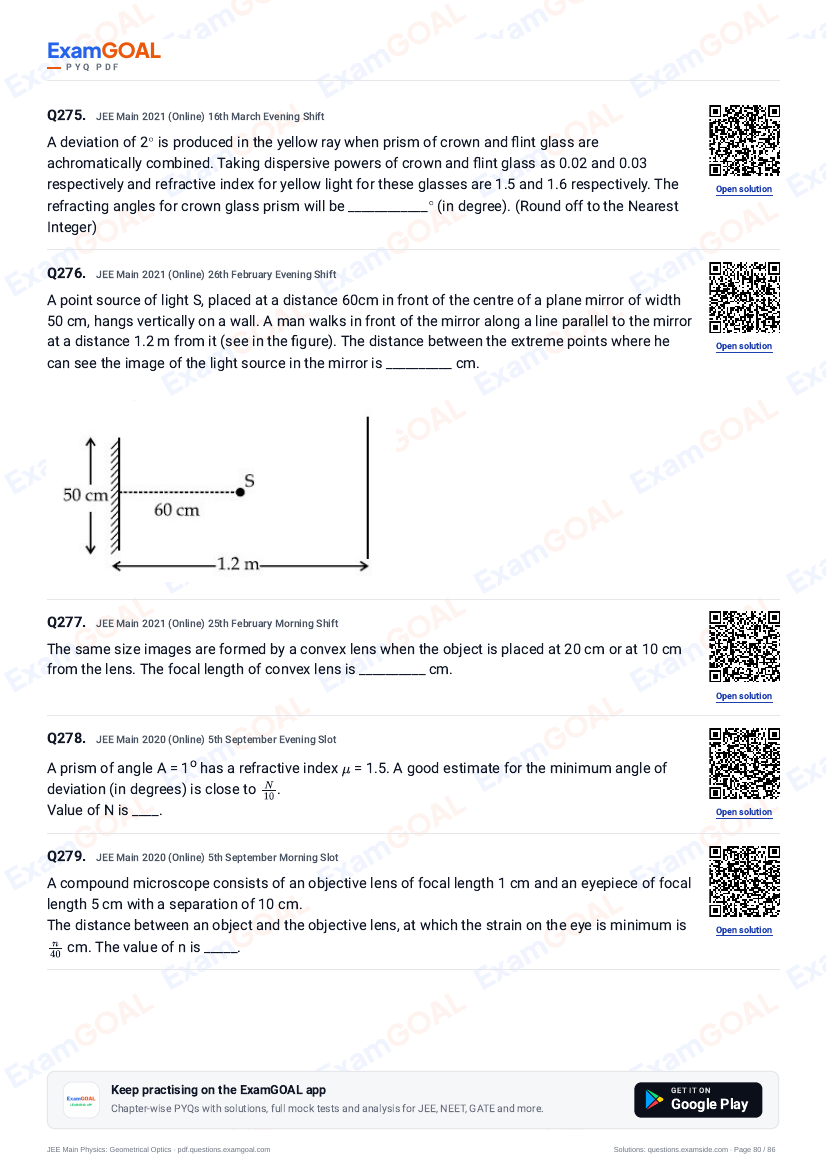 ExamGOAL
PYQ PDF
Q275. JEE Main 2021 (Online) 16th March Evening Shift
A deviation of 2° is produced in the yellow ray when prism of crown and flint glass are
achromatically combined. Taking dispersive powers of crown and flint glass as 0.02 and 0.03
respectively and refractive index for yellow light for these glasses are 1.5 and 1.6 respectively. The
refracting angles for crown glass prism will be ____________° (in degree). (Round off to the Nearest
Integer)
Open solution
Q276. JEE Main 2021 (Online) 26th February Evening Shift
A point source of light S, placed at a distance 60cm in front of the centre of a plane mirror of width
50 cm, hangs vertically on a wall. A man walks in front of the mirror along a line parallel to the mirror
at a distance 1.2 m from it (see in the figure). The distance between the extreme points where he
can see the image of the light source in the mirror is __________ cm.
Open solution
S
50 cm
60 cm
1.2 m
Q277. JEE Main 2021 (Online) 25th February Morning Shift
The same size images are formed by a convex lens when the object is placed at 20 cm or at 10 cm
from the lens. The focal length of convex lens is __________ cm.
Open solution
Q278. JEE Main 2020 (Online) 5th September Evening Slot
A prism of angle A = 1° has a refractive index μ = 1.5. A good estimate for the minimum angle of
deviation (in degrees) is close to N/10.
Value of N is ____.
Open solution
Q279. JEE Main 2020 (Online) 5th September Morning Slot
A compound microscope consists of an objective lens of focal length 1 cm and an eyepiece of focal
length 5 cm with a separation of 10 cm.
The distance between an object and the objective lens, at which the strain on the eye is minimum is
n/40 cm. The value of n is _____.
Open solution
ExamGOAL
Keep practising on the ExamGOAL app
Chapter-wise PYQs with solutions, full mock tests and analysis for JEE, NEET, GATE and more.
GET IT ON
Google Play
JEE Main Physics: Geometrical Optics · pdf.questions.examgoal.com
Solutions: questions.examside.com · Page 80 / 86